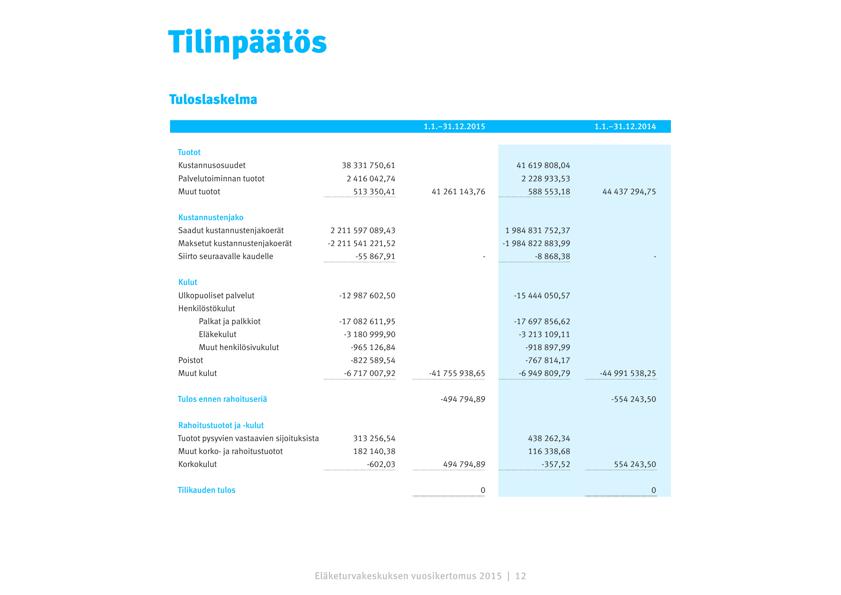 Tilinpäätös
Tuloslaskelma
1.1.–31.12.2015 1.1.–31.12.2014
Tuotot
Kustannusosuudet 38 331 750,61 41 619 808,04
Palvelutoiminnan tuotot 2 416 042,74 2 228 933,53
Muut tuotot 513 350,41 41 261 143,76 588 553,18 44 437 294,75
Kustannustenjako
Saadut kustannustenjakoerät 2 211 597 089,43 1 984 831 752,37
Maksetut kustannustenjakoerät -2 211 541 221,52 -1 984 822 883,99
Siirto seuraavalle kaudelle -55 867,91 - -8 868,38 -
Kulut
Ulkopuoliset palvelut -12 987 602,50 -15 444 050,57
Henkilöstökulut
Palkat ja palkkiot -17 082 611,95 -17 697 856,62
Eläkekulut -3 180 999,90 -3 213 109,11
Muut henkilösivukulut -965 126,84 -918 897,99
Poistot -822 589,54 -767 814,17
Muut kulut -6 717 007,92 -41 755 938,65 -6 949 809,79 -44 991 538,25
Tulos ennen rahoituseriä -494 794,89 -554 243,50
Rahoitustuotot ja -kulut
Tuotot pysyvien vastaavien sijoituksista 313 256,54 438 262,34
Muut korko- ja rahoitustuotot 182 140,38 116 338,68
Korkokulut -602,03 494 794,89 -357,52 554 243,50
Tilikauden tulos 0 0
Eläketurvakeskuksen vuosikertomus 2015 | 12